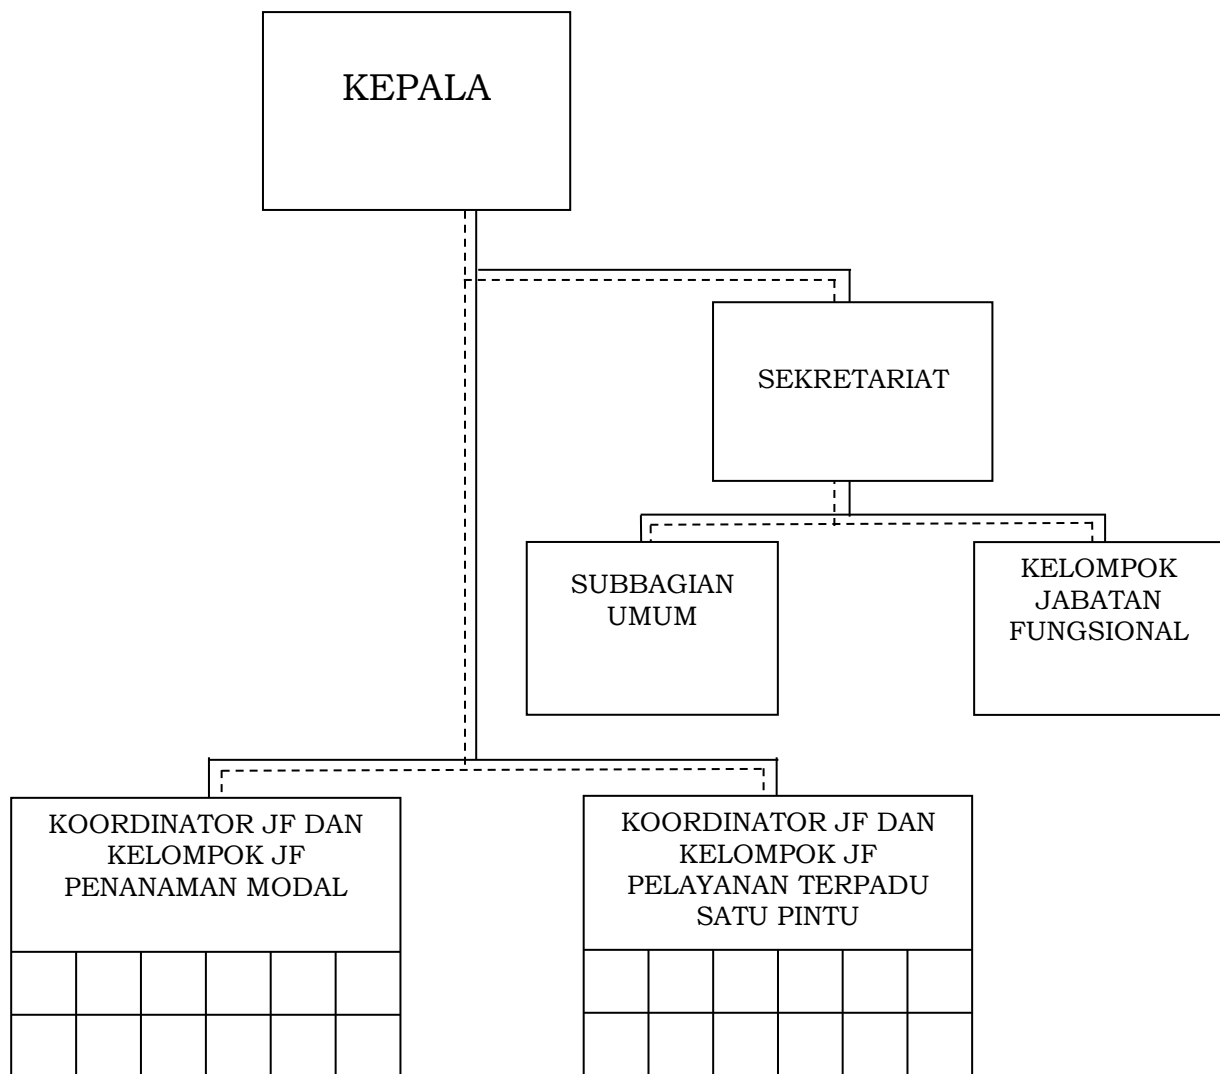 KEPALA
SEKRETARIAT
SUBBAGIAN
UMUM
KELOMPOK
JABATAN
FUNGSIONAL
KOORDINATOR JF DAN
KELOMPOK JF
PENANAMAN MODAL
KOORDINATOR JF DAN
KELOMPOK JF
PELAYANAN TERPADU
SATU PINTU